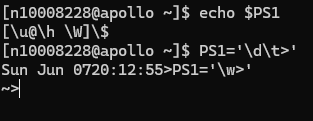 [n10008228@apollo ~]$ echo $PS1
[\u@\h \W]\$
[n10008228@apollo ~]$ PS1='\d\t>'
Sun Jun 0720:12:55>PS1='\w>'
~>